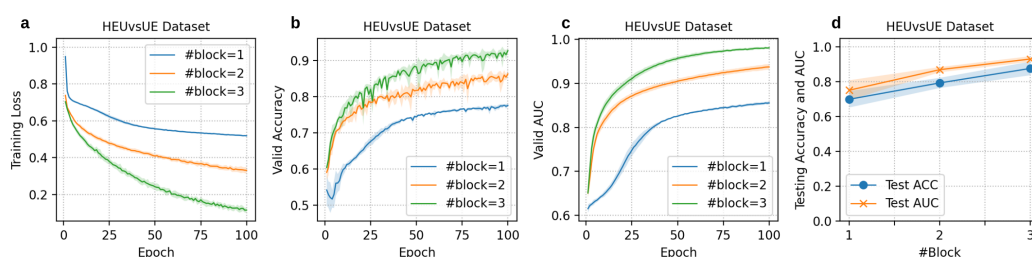 a
HEUvsUE Dataset
1.0
0.8
0.6
0.4
0.2
Training Loss
0
25
50
75
100
Epoch
#block=1
#block=2
#block=3
b
HEUvsUE Dataset
0.9
0.8
0.7
0.6
0.5
Valid Accuracy
0
25
50
75
100
Epoch
#block=1
#block=2
#block=3
c
HEUvsUE Dataset
1.0
0.9
0.8
0.7
0.6
Valid AUC
0
25
50
75
100
Epoch
#block=1
#block=2
#block=3
d
HEUvsUE Dataset
1.0
0.8
0.6
0.4
0.2
0.0
Testing Accuracy and AUC
1
2
3
#Block
Test ACC
Test AUC